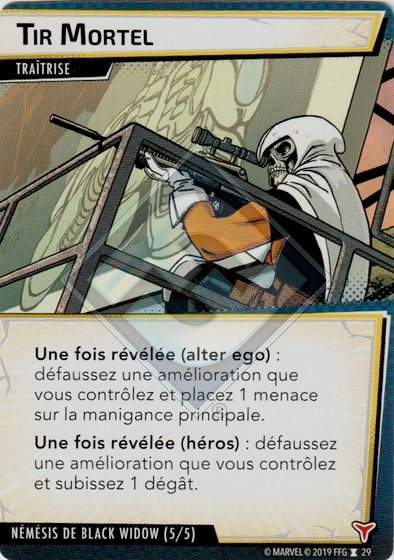 TIR MORTEL
TRAÎTRISE
Une fois révélée (alter ego) :
défaussez une amélioration que
vous contrôlez et placez 1 menace
sur la manigance principale.
Une fois révélée (héros) : défaussez
une amélioration que vous contrôlez
et subissez 1 dégât.
NÉMÉSIS DE BLACK WIDOW (5/5)
© MARVEL © 2019 FFG 29